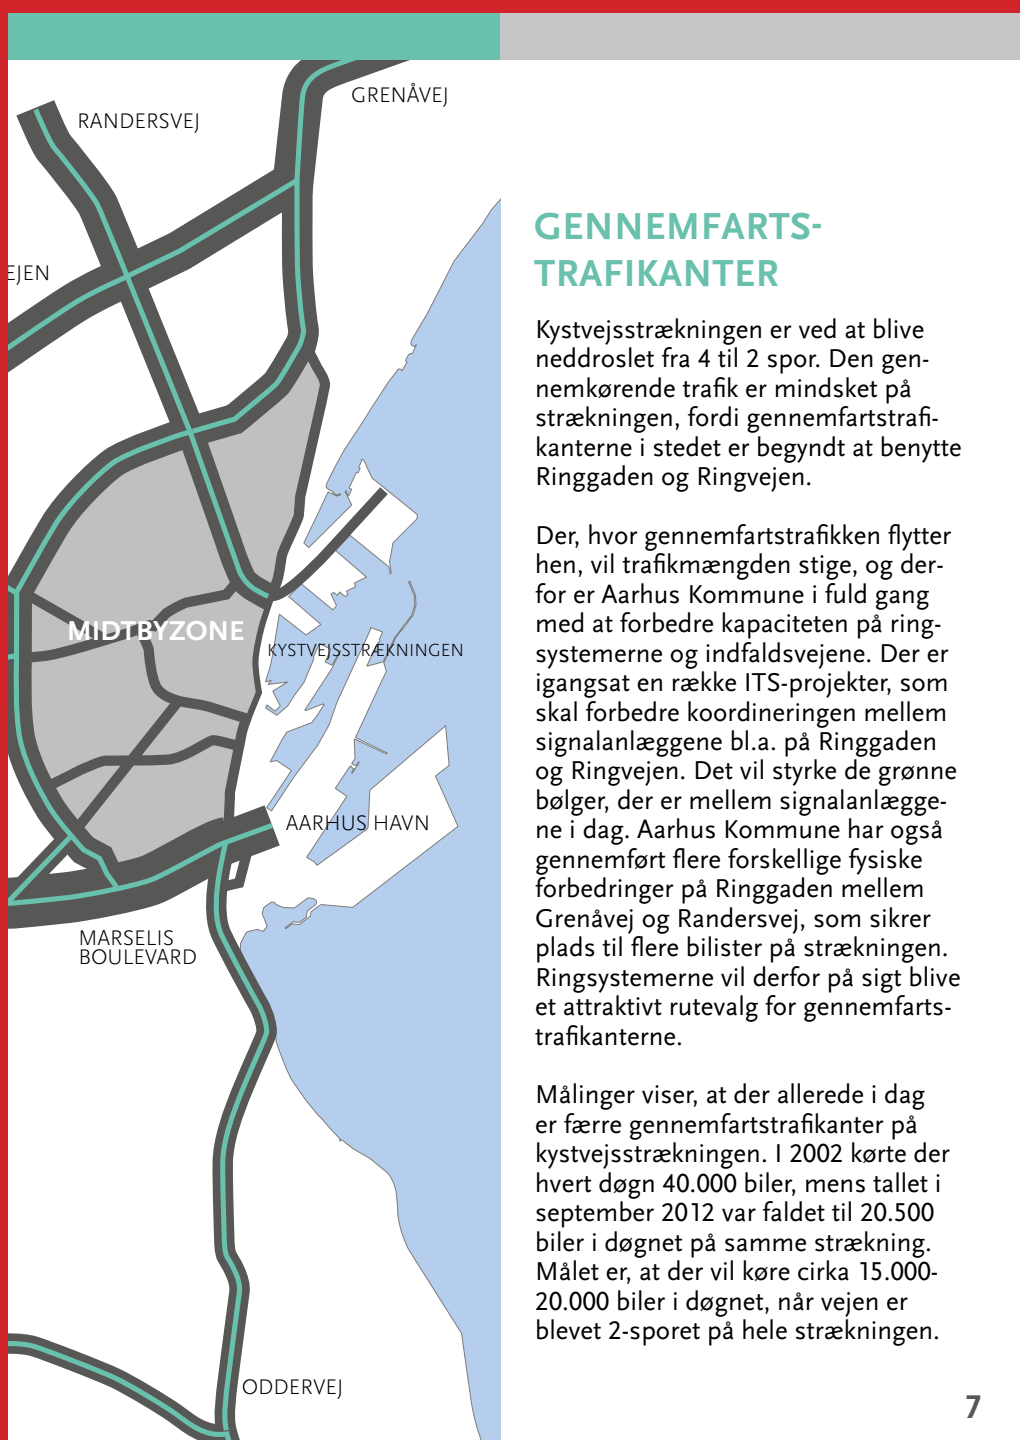 GRENÅVEJ
RANDERSVEJ
EJEN
MIDTBYZONE
KYSTVEJSSTRÆKNINGEN
AARHUS HAVN
MARSELIS
BOULEVARD
ODDERVEJ
GENNEMFARTS-
TRAFIKANTER
Kystvejsstrækningen er ved at blive
neddroslet fra 4 til 2 spor. Den gen-
nemkørende trafik er mindsket på
strækningen, fordi gennemfartstrafi-
kanterne i stedet er begyndt at benytte
Ringgaden og Ringvejen.
Der, hvor gennemfartstrafikken flytter
hen, vil trafikmængden stige, og der-
for er Aarhus Kommune i fuld gang
med at forbedre kapaciteten på ring-
systemerne og indfaldsvejene. Der er
igangsat en række ITS-projekter, som
skal forbedre koordineringen mellem
signalanlæggene bl.a. på Ringgaden
og Ringvejen. Det vil styrke de grønne
bølger, der er mellem signalanlægge-
ne i dag. Aarhus Kommune har også
gennemført flere forskellige fysiske
forbedringer på Ringgaden mellem
Grenåvej og Randersvej, som sikrer
plads til flere bilister på strækningen.
Ringsystemerne vil derfor på sigt blive
et attraktivt rutevalg for gennemfarts-
trafikanterne.
Målinger viser, at der allerede i dag
er færre gennemfartstrafikanter på
kystvejsstrækningen. I 2002 kørte der
hvert døgn 40.000 biler, mens tallet i
september 2012 var faldet til 20.500
biler i døgnet på samme strækning.
Målet er, at der vil køre cirka 15.000-
20.000 biler i døgnet, når vejen er
blevet 2-sporet på hele strækningen.
7